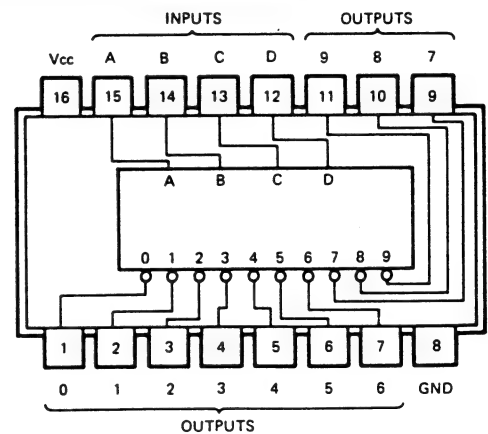 INPUTS OUTPUTS
Vcc A B C D 9 8 7
16 15 14 13 12 11 10 9
A B C D
0 1 2 3 4 5 6 7 8 9
1 2 3 4 5 6 7 8
0 1 2 3 4 5 6 GND
OUTPUTS